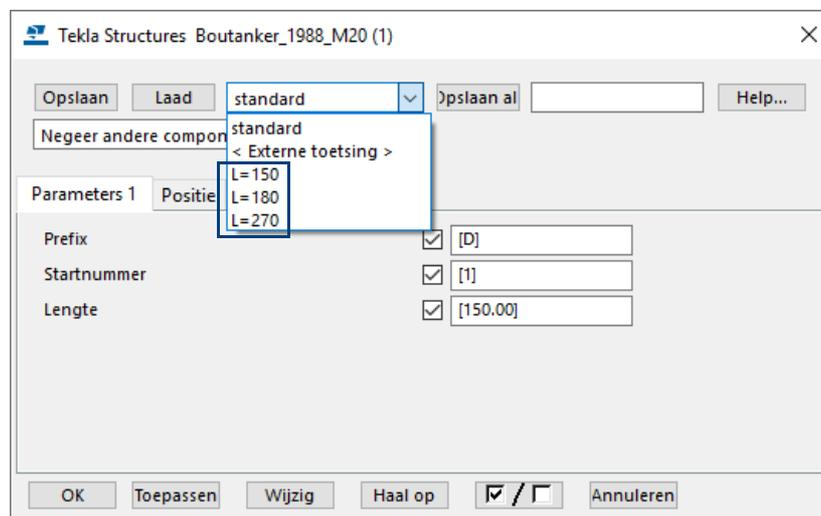 Tekla Structures Boutanker_1988_M20 (1)
Opslaan Laad standard Opslaan al Help...
Negeer andere compon
standard
< Externe toetsing >
L=150
L=180
L=270
Parameters 1 Positie
Prefix [D]
Startnummer [1]
Lengte [150.00]
OK Toepassen Wijzig Haal op / Annuleren